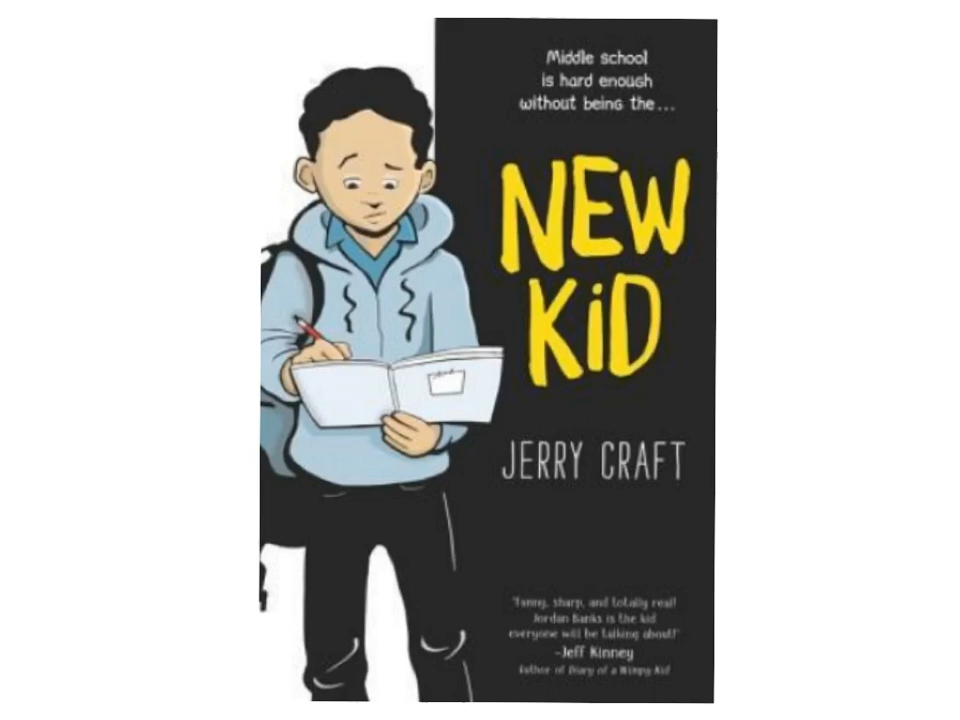 Middle school
is hard enough
without being the...
NEW
KiD
JERRY CRAFT
"Funny, sharp, and totally real!
Jordan Banks is the kid
everyone will be talking about!"
-Jeff Kinney
Author of Diary of a Wimpy Kid